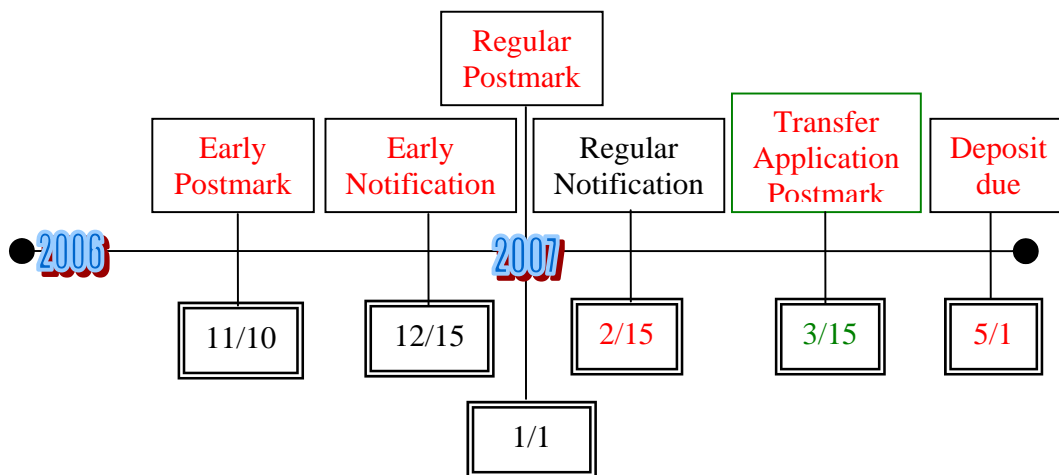 Regular
Postmark
Early
Postmark
Early
Notification
Regular
Notification
Transfer
Application
Postmark
Deposit
due
2006
2007
11/10
12/15
2/15
3/15
5/1
1/1